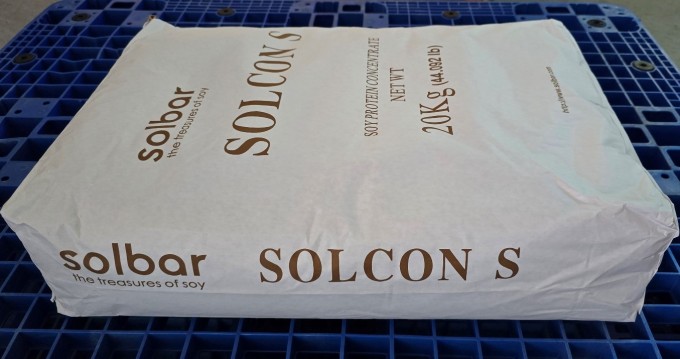 solbar
the treasures of soy
SOLCON S
SOY PROTEIN CONCENTRATE
NET WT
20Kg (44.092 lb)
solbar
the treasures of soy
SOLCON S